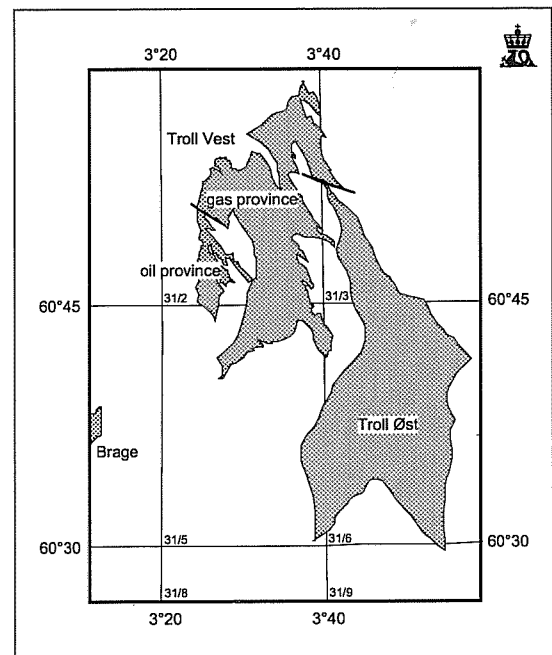 3°20 3°40
Troll Vest
gas province
oil province
60°45 31/2 31/3 60°45
Troll Øst
Brage
60°30 31/5 31/6 60°30
31/8 31/9
3°20 3°40